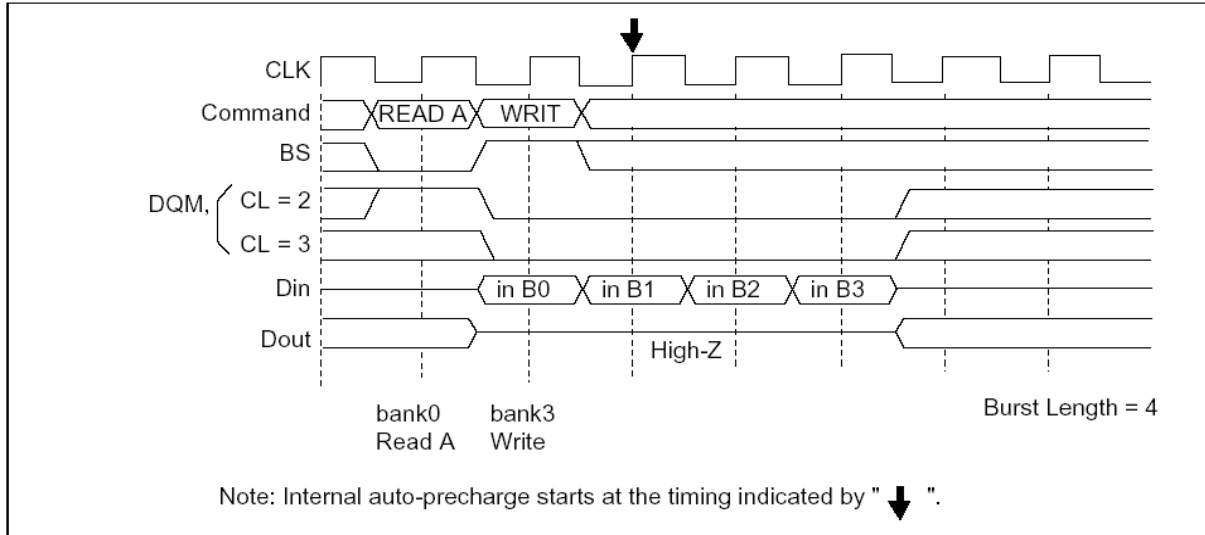 CLK
Command READ A WRIT
BS
DQM, CL = 2
CL = 3
Din in B0 in B1 in B2 in B3
Dout High-Z
bank0 bank3 Burst Length = 4
Read A Write
Note: Internal auto-precharge starts at the timing indicated by " ".